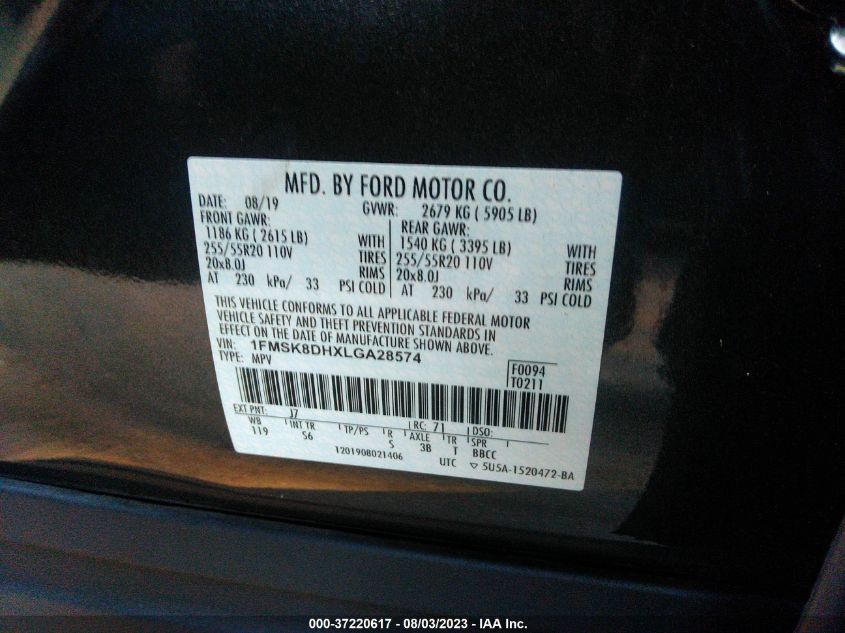 MFD. BY FORD MOTOR CO.
DATE: 08/19 GVWR: 2679 KG ( 5905 LB)
FRONT GAWR: REAR GAWR:
1186 KG ( 2615 LB) WITH 1540 KG ( 3395 LB) WITH
255/55R20 110V TIRES 255/55R20 110V TIRES
20x8.0J RIMS 20x8.0J RIMS
AT 230 kPa/ 33 PSI COLD AT 230 kPa/ 33 PSI COLD
THIS VEHICLE CONFORMS TO ALL APPLICABLE FEDERAL MOTOR
VEHICLE SAFETY AND THEFT PREVENTION STANDARDS IN
EFFECT ON THE DATE OF MANUFACTURE SHOWN ABOVE.
VIN: 1FMSK8DHXLGA28574
TYPE: MPV
F0094
T0211
EXT PNT: J7 RC: 71 DSO:
WB INT TR TP/PS R AXLE TR SPR
119 S6 S 3B T BBCC
1201908021406 UTC ▽ 5U5A-1520472-BA
000-37220617 - 08/03/2023 - IAA Inc.